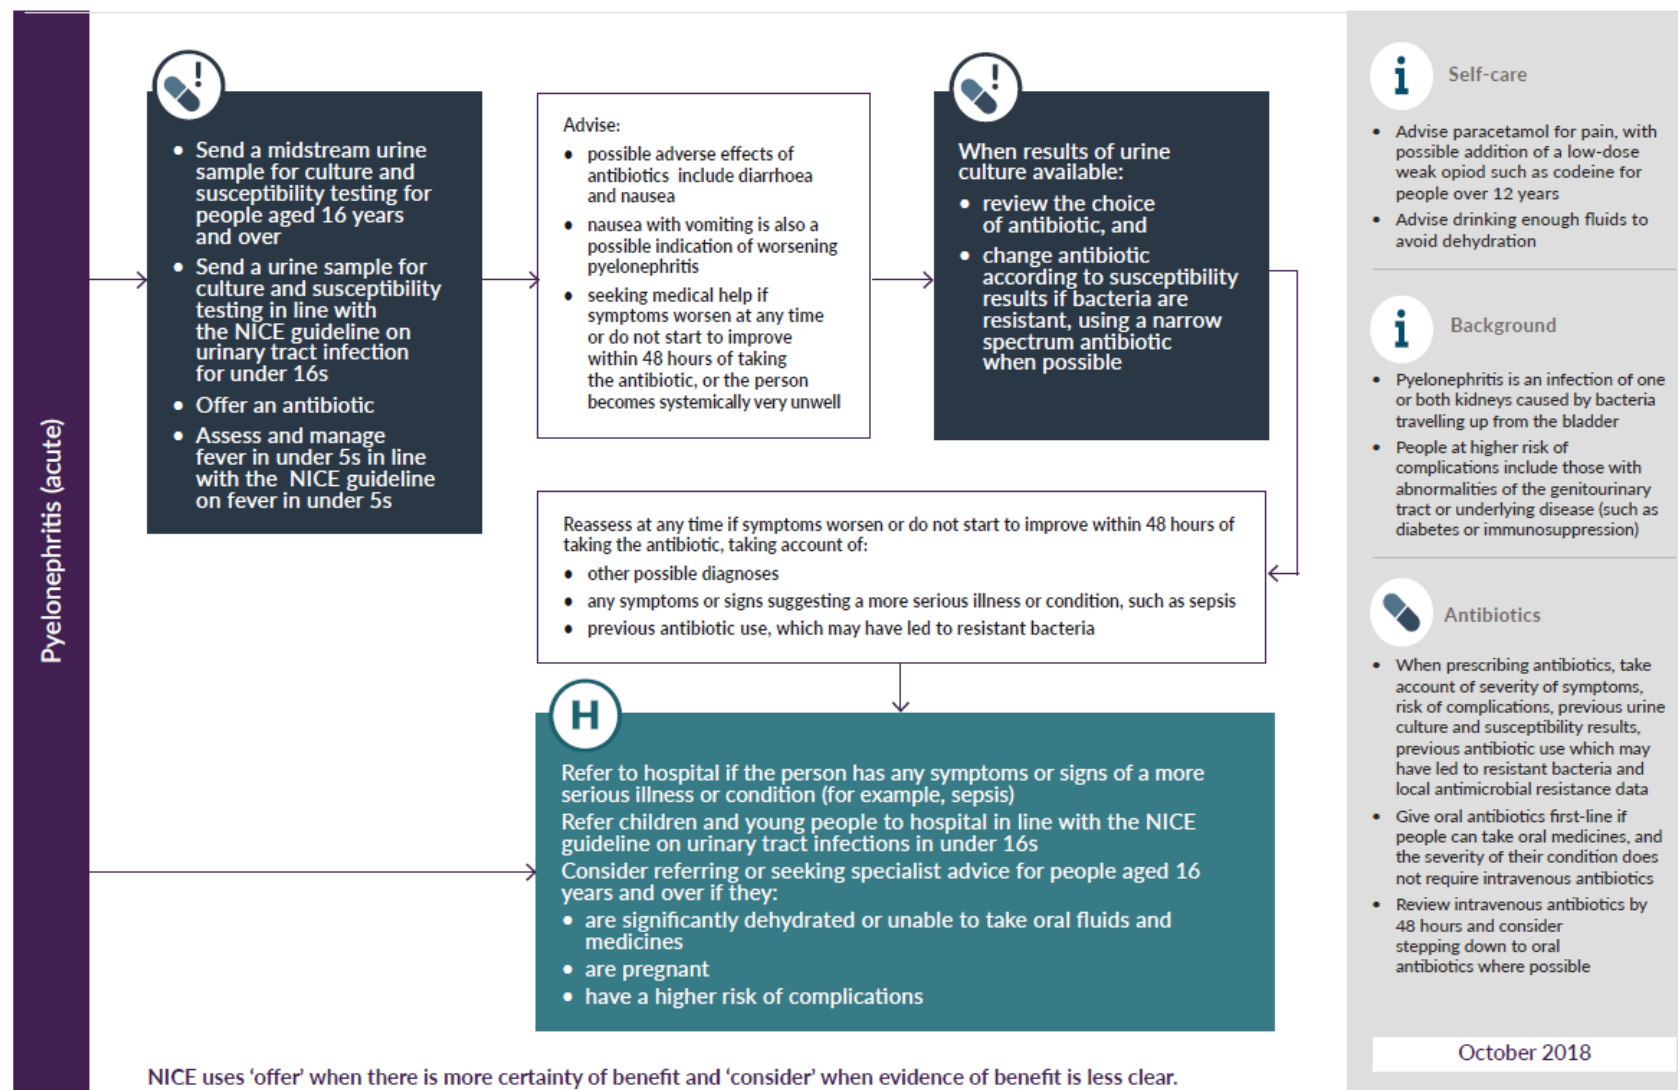 Pyelonephritis (acute)
• Send a midstream urine
sample for culture and
susceptibility testing for
people aged 16 years
and over
• Send a urine sample for
culture and susceptibility
testing in line with
the NICE guideline on
urinary tract infection
for under 16s
• Offer an antibiotic
• Assess and manage
fever in under 5s in line
with the NICE guideline
on fever in under 5s
Advise:
• possible adverse effects of
antibiotics include diarrhoea
and nausea
• nausea with vomiting is also a
possible indication of worsening
pyelonephritis
• seeking medical help if
symptoms worsen at any time
or do not start to improve
within 48 hours of taking
the antibiotic, or the person
becomes systemically very unwell
When results of urine
culture available:
• review the choice
of antibiotic, and
• change antibiotic
according to susceptibility
results if bacteria are
resistant, using a narrow
spectrum antibiotic
when possible
Reassess at any time if symptoms worsen or do not start to improve within 48 hours of
taking the antibiotic, taking account of:
• other possible diagnoses
• any symptoms or signs suggesting a more serious illness or condition, such as sepsis
• previous antibiotic use, which may have led to resistant bacteria
H
Refer to hospital if the person has any symptoms or signs of a more
serious illness or condition (for example, sepsis)
Refer children and young people to hospital in line with the NICE
guideline on urinary tract infections in under 16s
Consider referring or seeking specialist advice for people aged 16
years and over if they:
• are significantly dehydrated or unable to take oral fluids and
medicines
• are pregnant
• have a higher risk of complications
NICE uses ‘offer’ when there is more certainty of benefit and ‘consider’ when evidence of benefit is less clear.
i
Self-care
• Advise paracetamol for pain, with
possible addition of a low-dose
weak opiod such as codeine for
people over 12 years
• Advise drinking enough fluids to
avoid dehydration
i
Background
• Pyelonephritis is an infection of one
or both kidneys caused by bacteria
travelling up from the bladder
• People at higher risk of
complications include those with
abnormalities of the genitourinary
tract or underlying disease (such as
diabetes or immunosuppression)
Antibiotics
• When prescribing antibiotics, take
account of severity of symptoms,
risk of complications, previous urine
culture and susceptibility results,
previous antibiotic use which may
have led to resistant bacteria and
local antimicrobial resistance data
• Give oral antibiotics first-line if
people can take oral medicines, and
the severity of their condition does
not require intravenous antibiotics
• Review intravenous antibiotics by
48 hours and consider
stepping down to oral
antibiotics where possible
October 2018